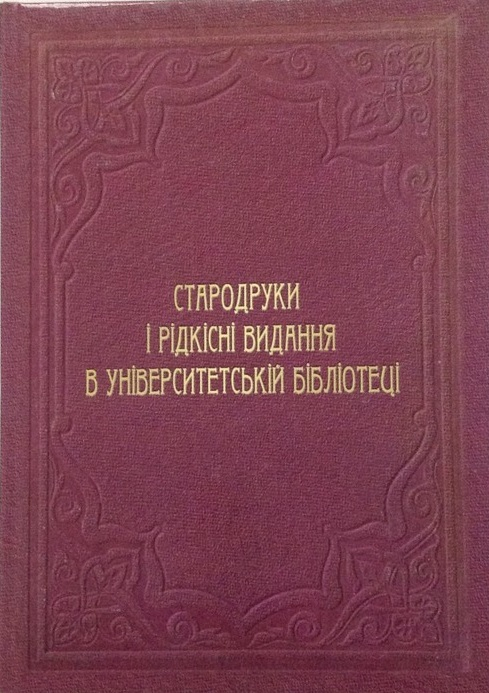 СТАРОДРУКИ
І РІДКІСНІ ВИДАННЯ
В УНІВЕРСИТЕТСЬКІЙ БІБЛІОТЕЦІ